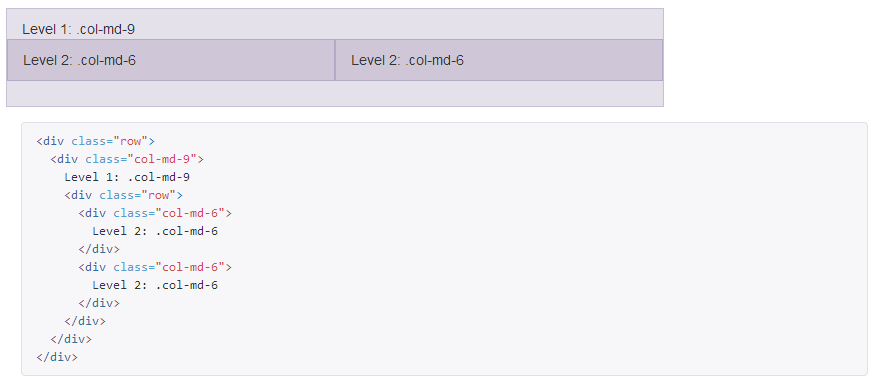 Level 1: .col-md-9
Level 2: .col-md-6 Level 2: .col-md-6
<div class="row">
  <div class="col-md-9">
    Level 1: .col-md-9
    <div class="row">
      <div class="col-md-6">
        Level 2: .col-md-6
      </div>
      <div class="col-md-6">
        Level 2: .col-md-6
      </div>
    </div>
  </div>
</div>